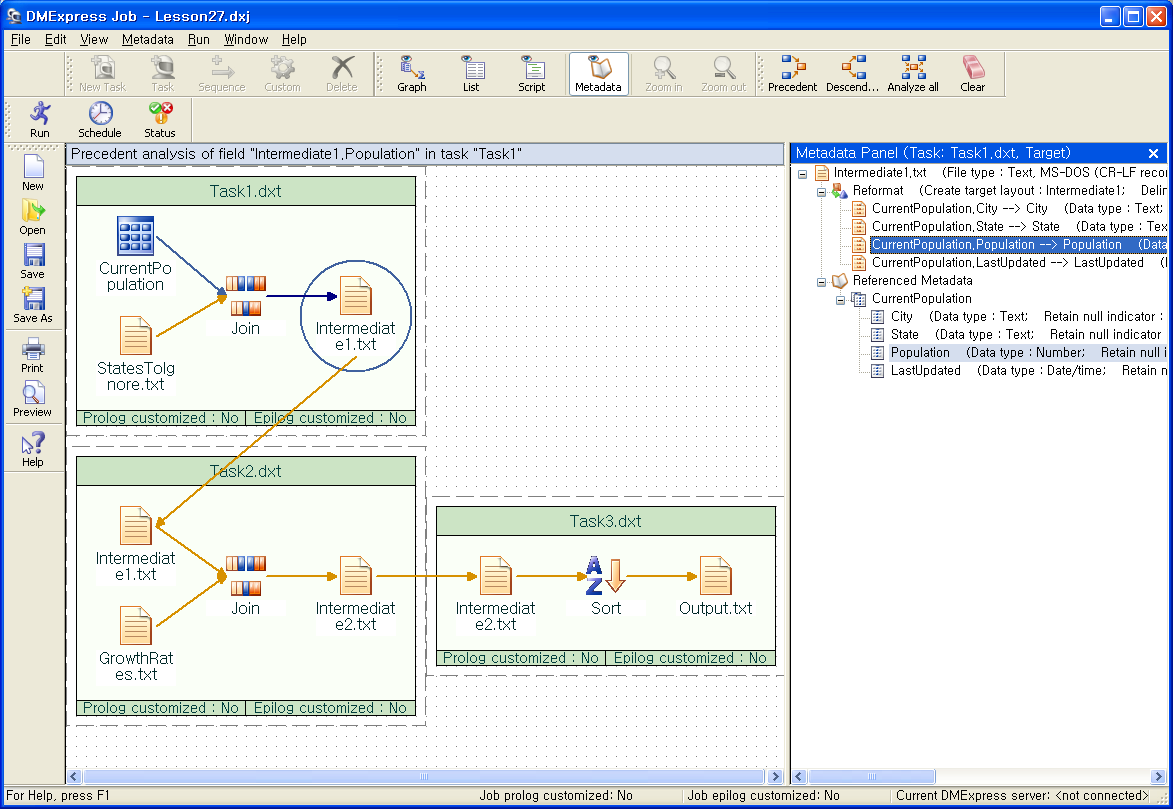 DMExpress Job - Lesson27.dxj
File Edit View Metadata Run Window Help
New Task Task Sequence Custom Delete Graph List Script Metadata Zoom in Zoom out Precedent Descend... Analyze all Clear
Run Schedule Status
New
Open
Save
Save As
Print
Preview
Help
Precedent analysis of field "Intermediate1.Population" in task "Task1"
Task1.dxt
CurrentPo
pulation
StatesToIg
nore.txt
Join
Intermediat
e1.txt
Prolog customized : No Epilog customized : No
Task2.dxt
Intermediat
e1.txt
GrowthRat
es.txt
Join
Intermediat
e2.txt
Prolog customized : No Epilog customized : No
Task3.dxt
Intermediat
e2.txt
Sort
Output.txt
Prolog customized : No Epilog customized : No
Metadata Panel (Task: Task1.dxt, Target)
Intermediate1.txt (File type : Text, MS-DOS (CR-LF recor
Reformat (Create target layout : Intermediate1; Delin
CurrentPopulation.City --> City (Data type : Text;
CurrentPopulation.State --> State (Data type : Tex
CurrentPopulation.Population --> Population (Data
CurrentPopulation.LastUpdated --> LastUpdated (
Referenced Metadata
CurrentPopulation
City (Data type : Text; Retain null indicator :
State (Data type : Text; Retain null indicator
Population (Data type : Number; Retain null i
LastUpdated (Data type : Date/time; Retain n
For Help, press F1 Job prolog customized: No Job epilog customized: No Current DMExpress server: <not connected>